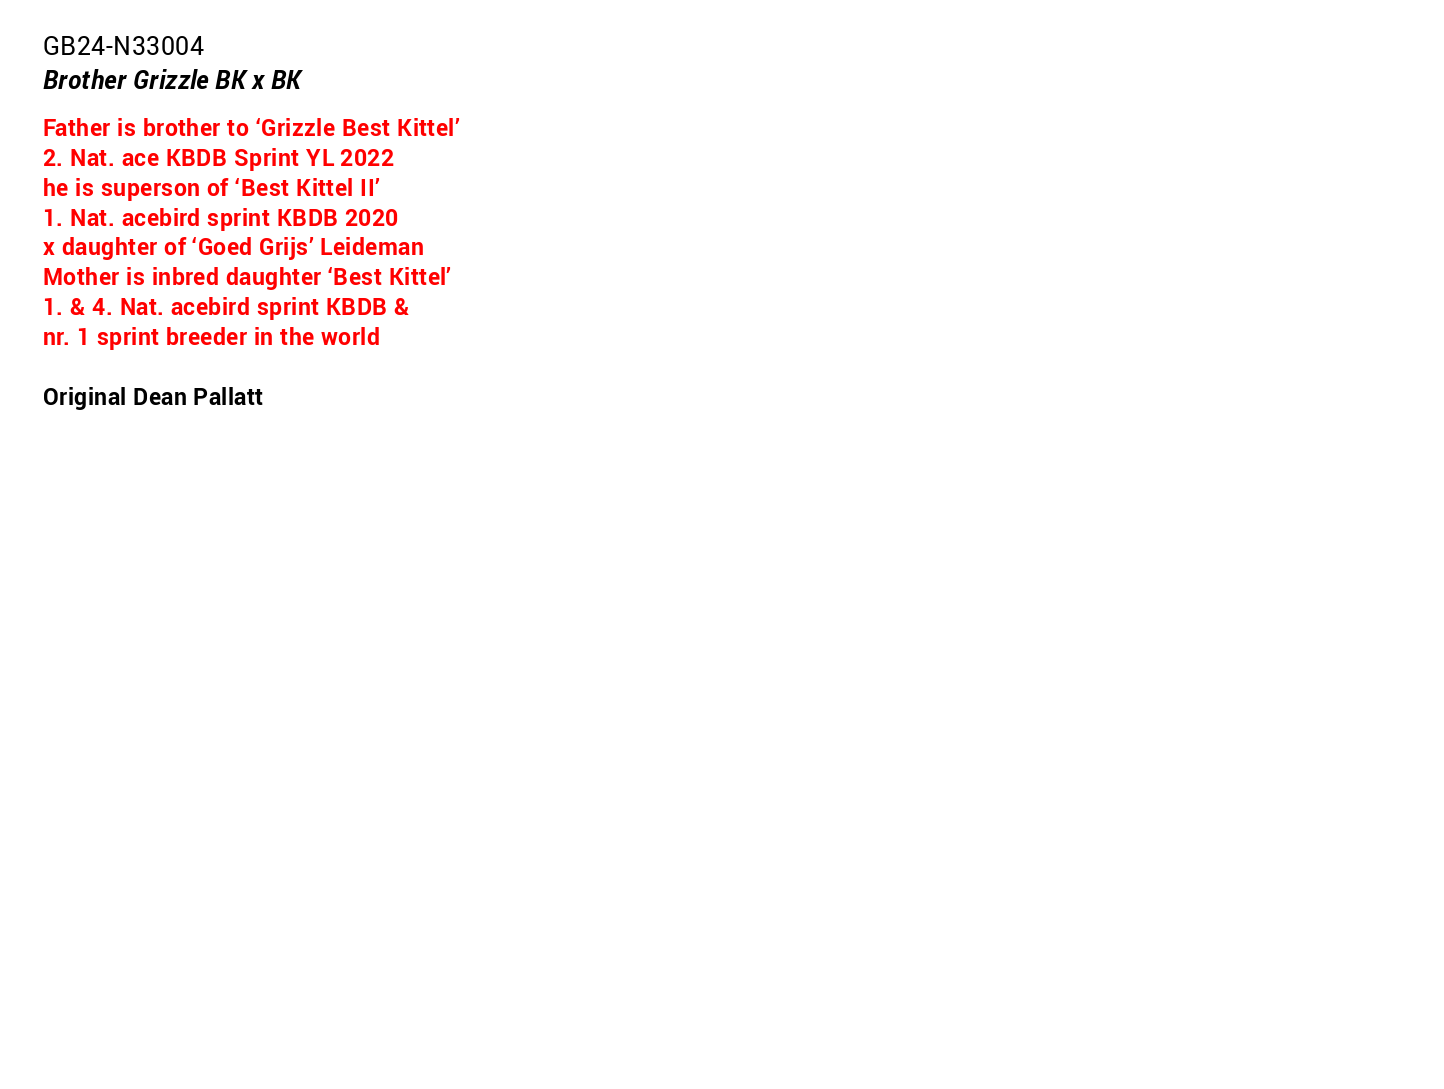 GB24-N33004
Brother Grizzle BK x BK
Father is brother to ‘Grizzle Best Kittel’
2. Nat. ace KBDB Sprint YL 2022
he is superson of ‘Best Kittel II’
1. Nat. acebird sprint KBDB 2020
x daughter of ‘Goed Grijs’ Leideman
Mother is inbred daughter ‘Best Kittel’
1. & 4. Nat. acebird sprint KBDB &
nr. 1 sprint breeder in the world
Original Dean Pallatt